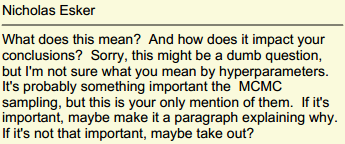 Nicholas Esker
What does this mean?  And how does it impact your
conclusions?  Sorry, this might be a dumb question,
but I'm not sure what you mean by hyperparameters.
It's probably something important the  MCMC
sampling, but this is your only mention of them.  If it's
important, maybe make it a paragraph explaining why.
If it's not that important, maybe take out?